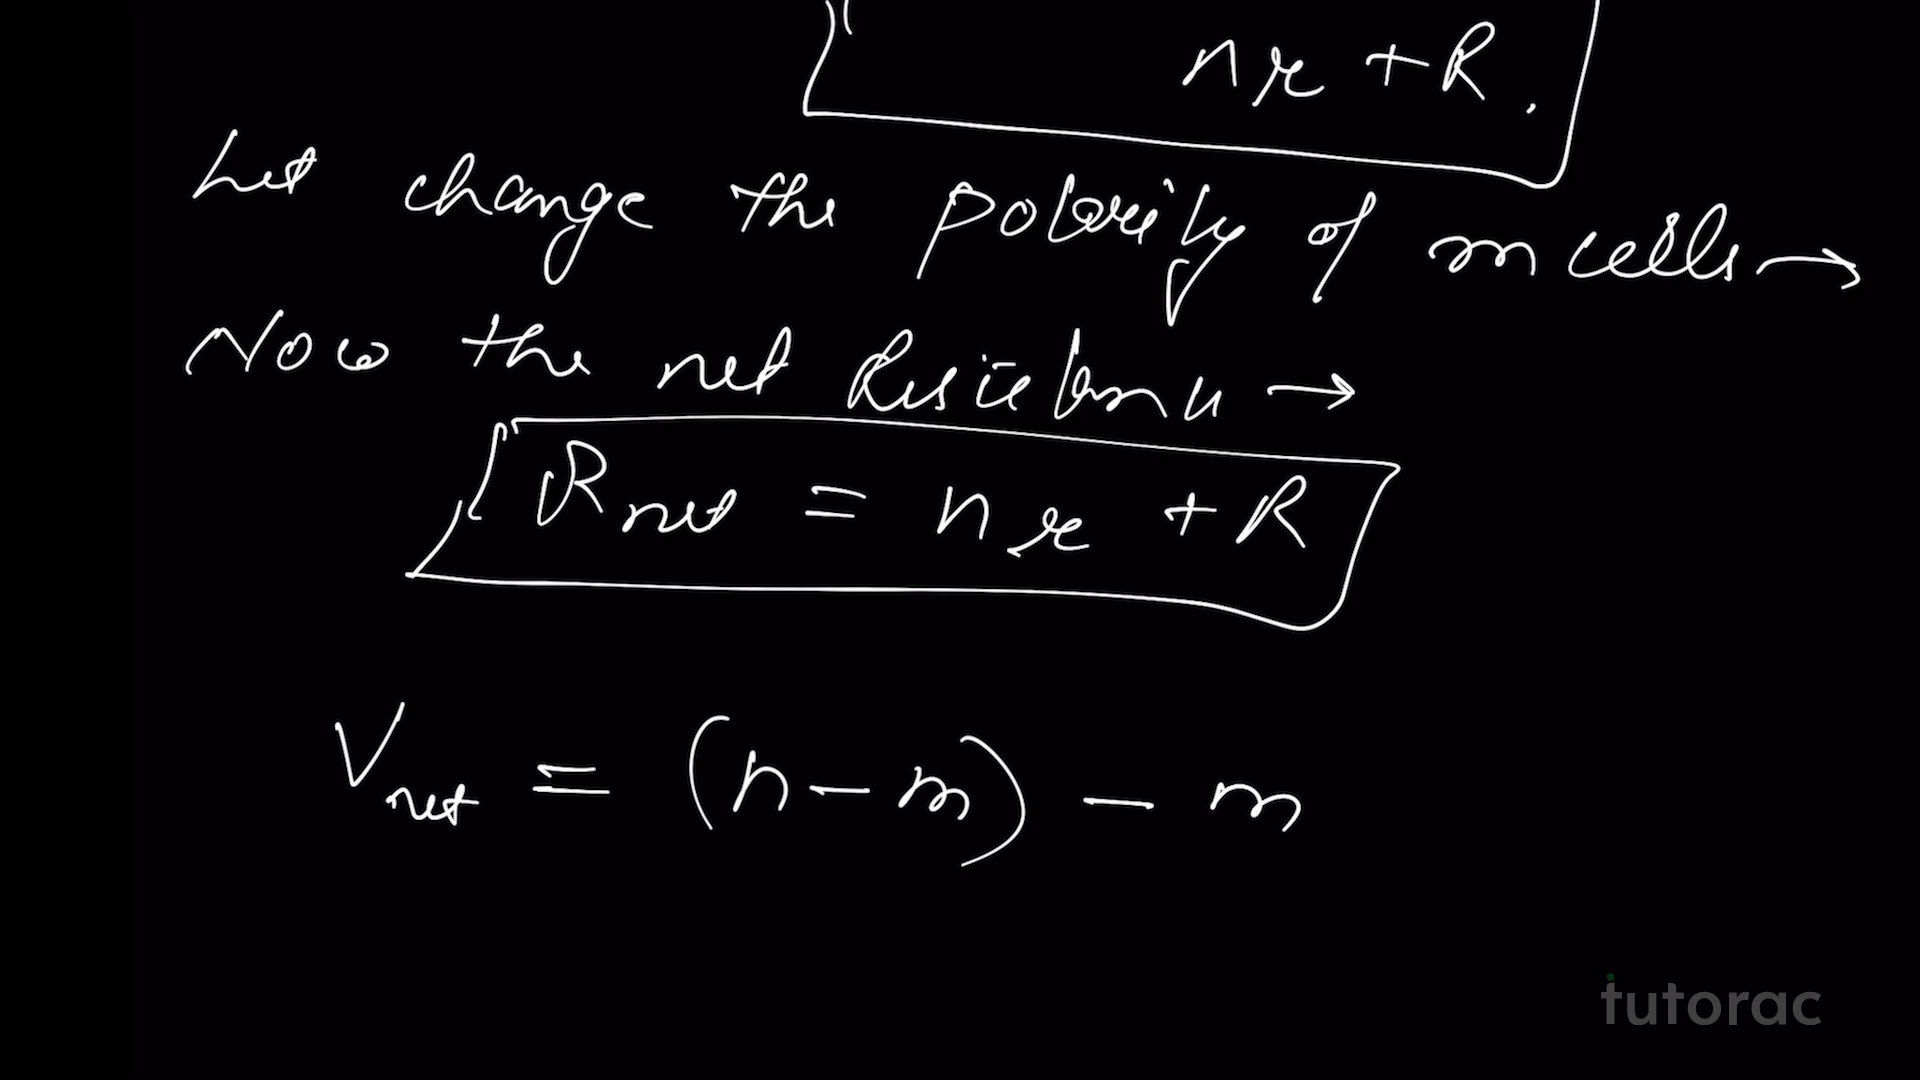 nr + R.
Let change the polarity of m cells →
Now the net Resistance →
Rnet = nr + R
Vnet = (n - m) - m
tutorac